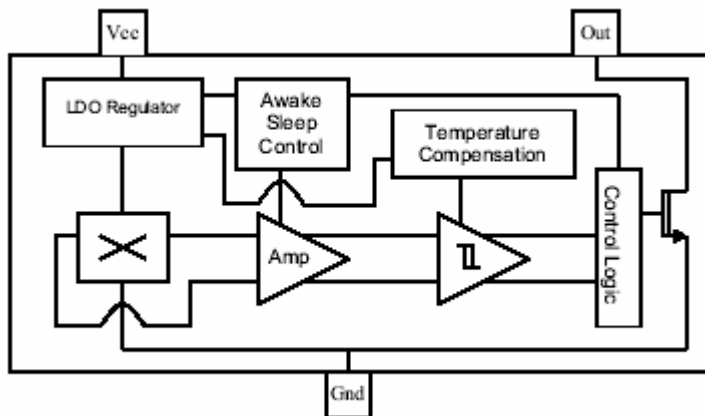 Vcc
Out
LDO Regulator
Awake
Sleep
Control
Temperature
Compensation
Control Logic
Amp
Gnd